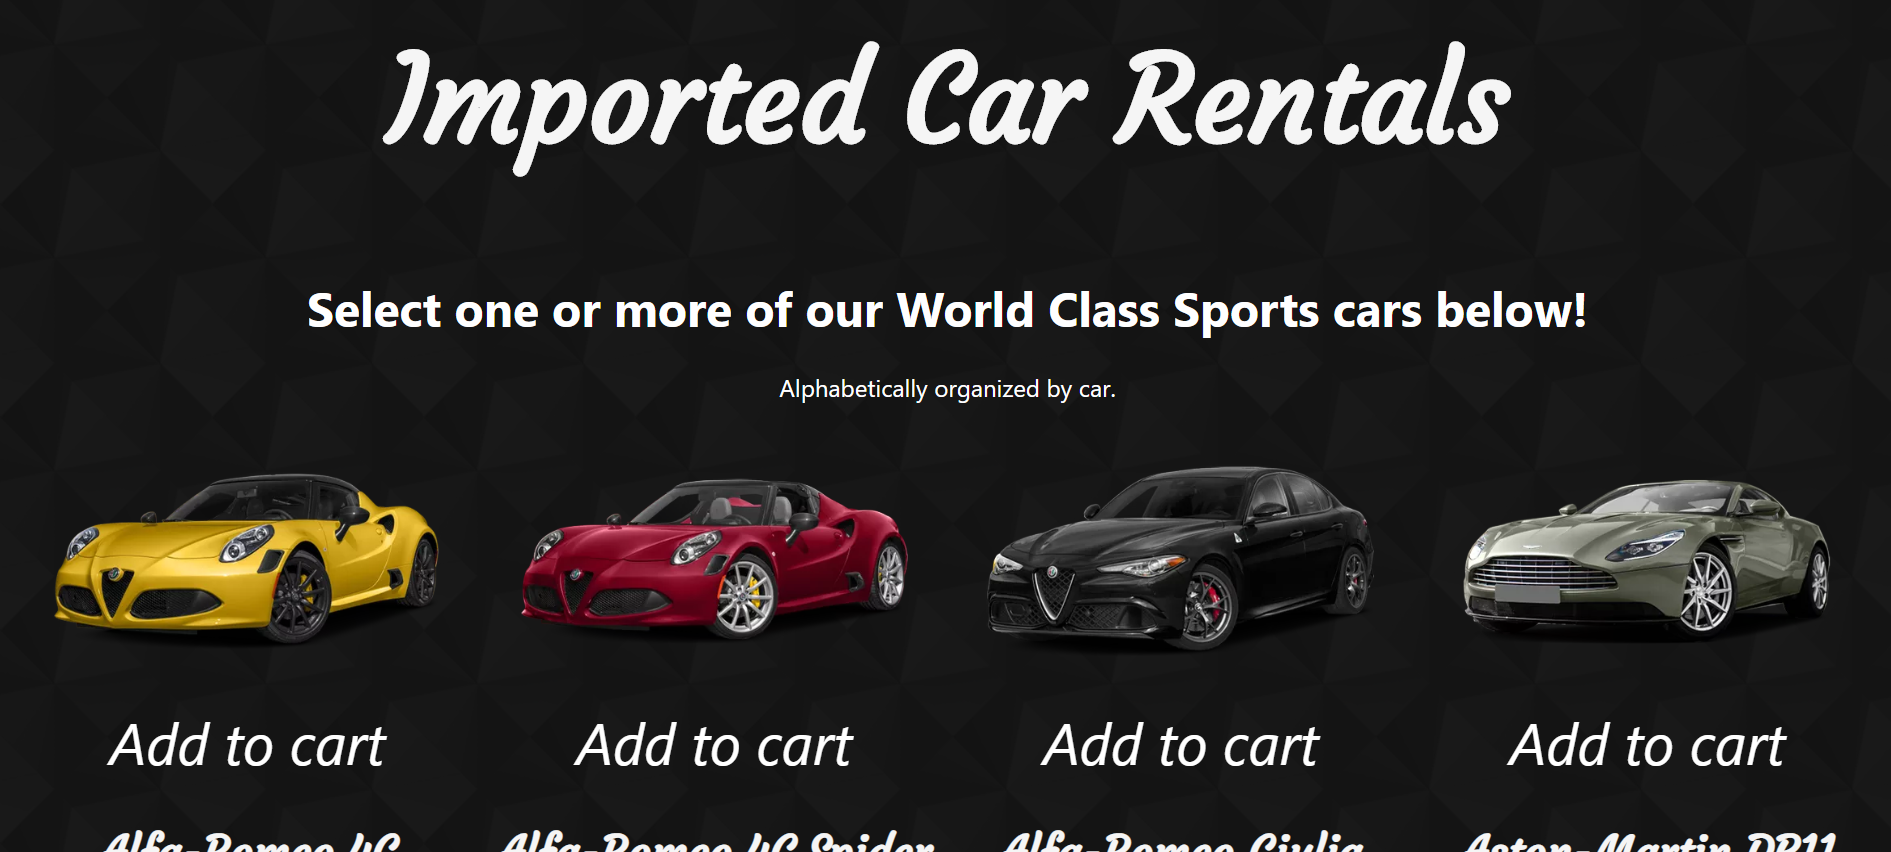 Imported Car Rentals
Select one or more of our World Class Sports cars below!
Alphabetically organized by car.
Add to cart Add to cart Add to cart Add to cart
Alfa-Romeo 4C Alfa-Romeo 4C Spider Alfa-Romeo Giulia Aston-Martin DB11